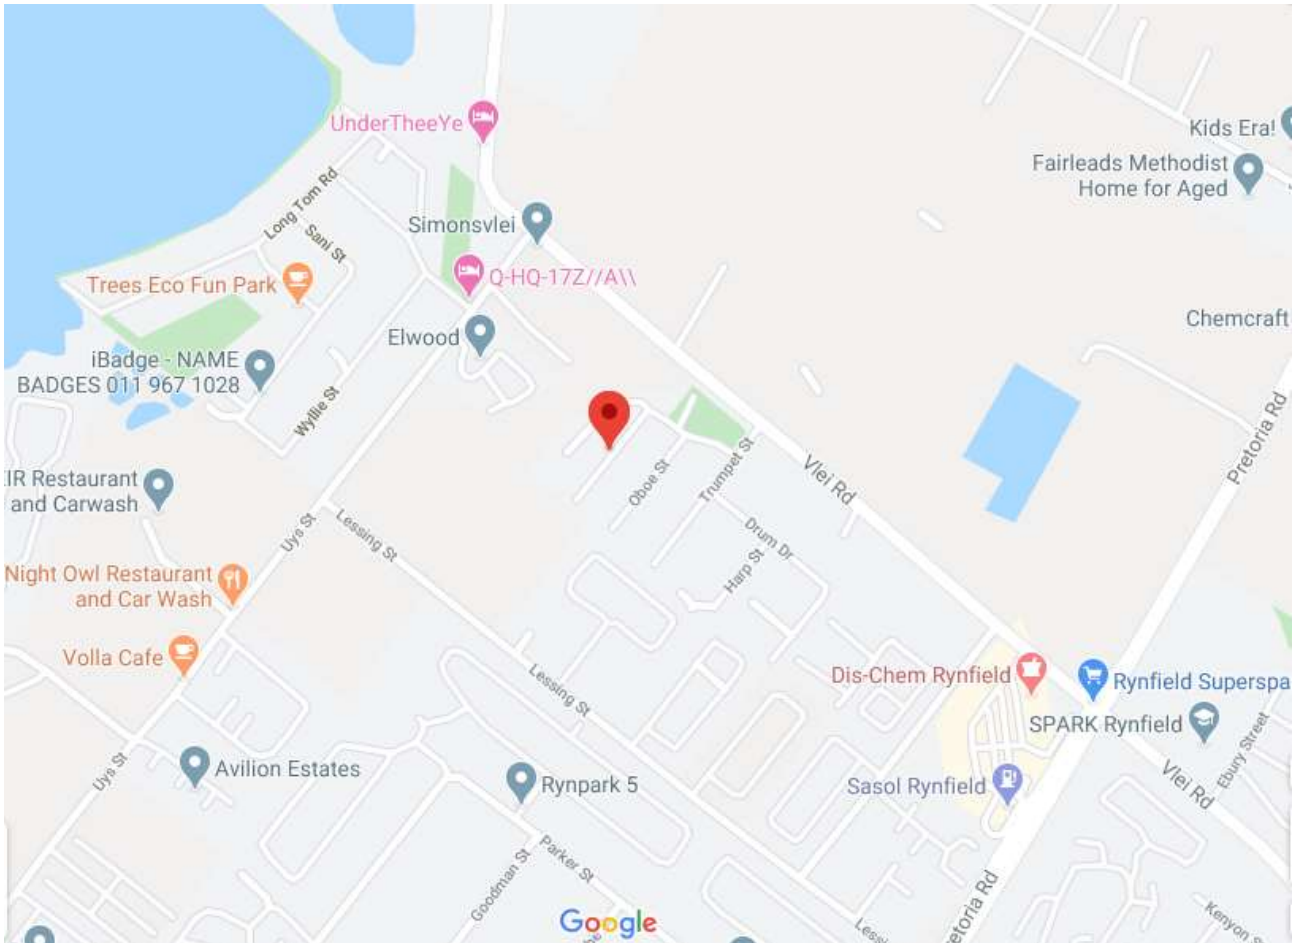 UnderTheeYe
Kids Era!
Fairleads Methodist
Home for Aged
Long Tom Rd
Sani St
Simonsvlei
Trees Eco Fun Park
Q-HQ-17Z//A\\
Chemcraft
Elwood
iBadge - NAME
BADGES 011 967 1028
Wyllie St
Pretoria Rd
IR Restaurant
and Carwash
Oboe St
Trumpet St
Vlei Rd
Uys St
Lessing St
Drum Dr
Harp St
Night Owl Restaurant
and Car Wash
Volla Cafe
Lessing St
Dis-Chem Rynfield
Rynfield Superspa
SPARK Rynfield
Ebury Street
Uys St
Avilion Estates
Rynpark 5
Sasol Rynfield
Vlei Rd
Parker St
Goodman St
Google
Lessi
etoria Rd
Kenyon S